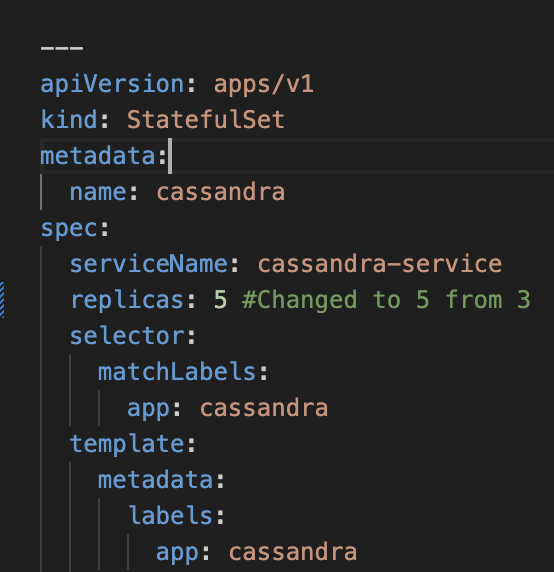 ---
apiVersion: apps/v1
kind: StatefulSet
metadata:
  name: cassandra
spec:
  serviceName: cassandra-service
  replicas: 5 #Changed to 5 from 3
  selector:
    matchLabels:
      app: cassandra
  template:
    metadata:
      labels:
        app: cassandra